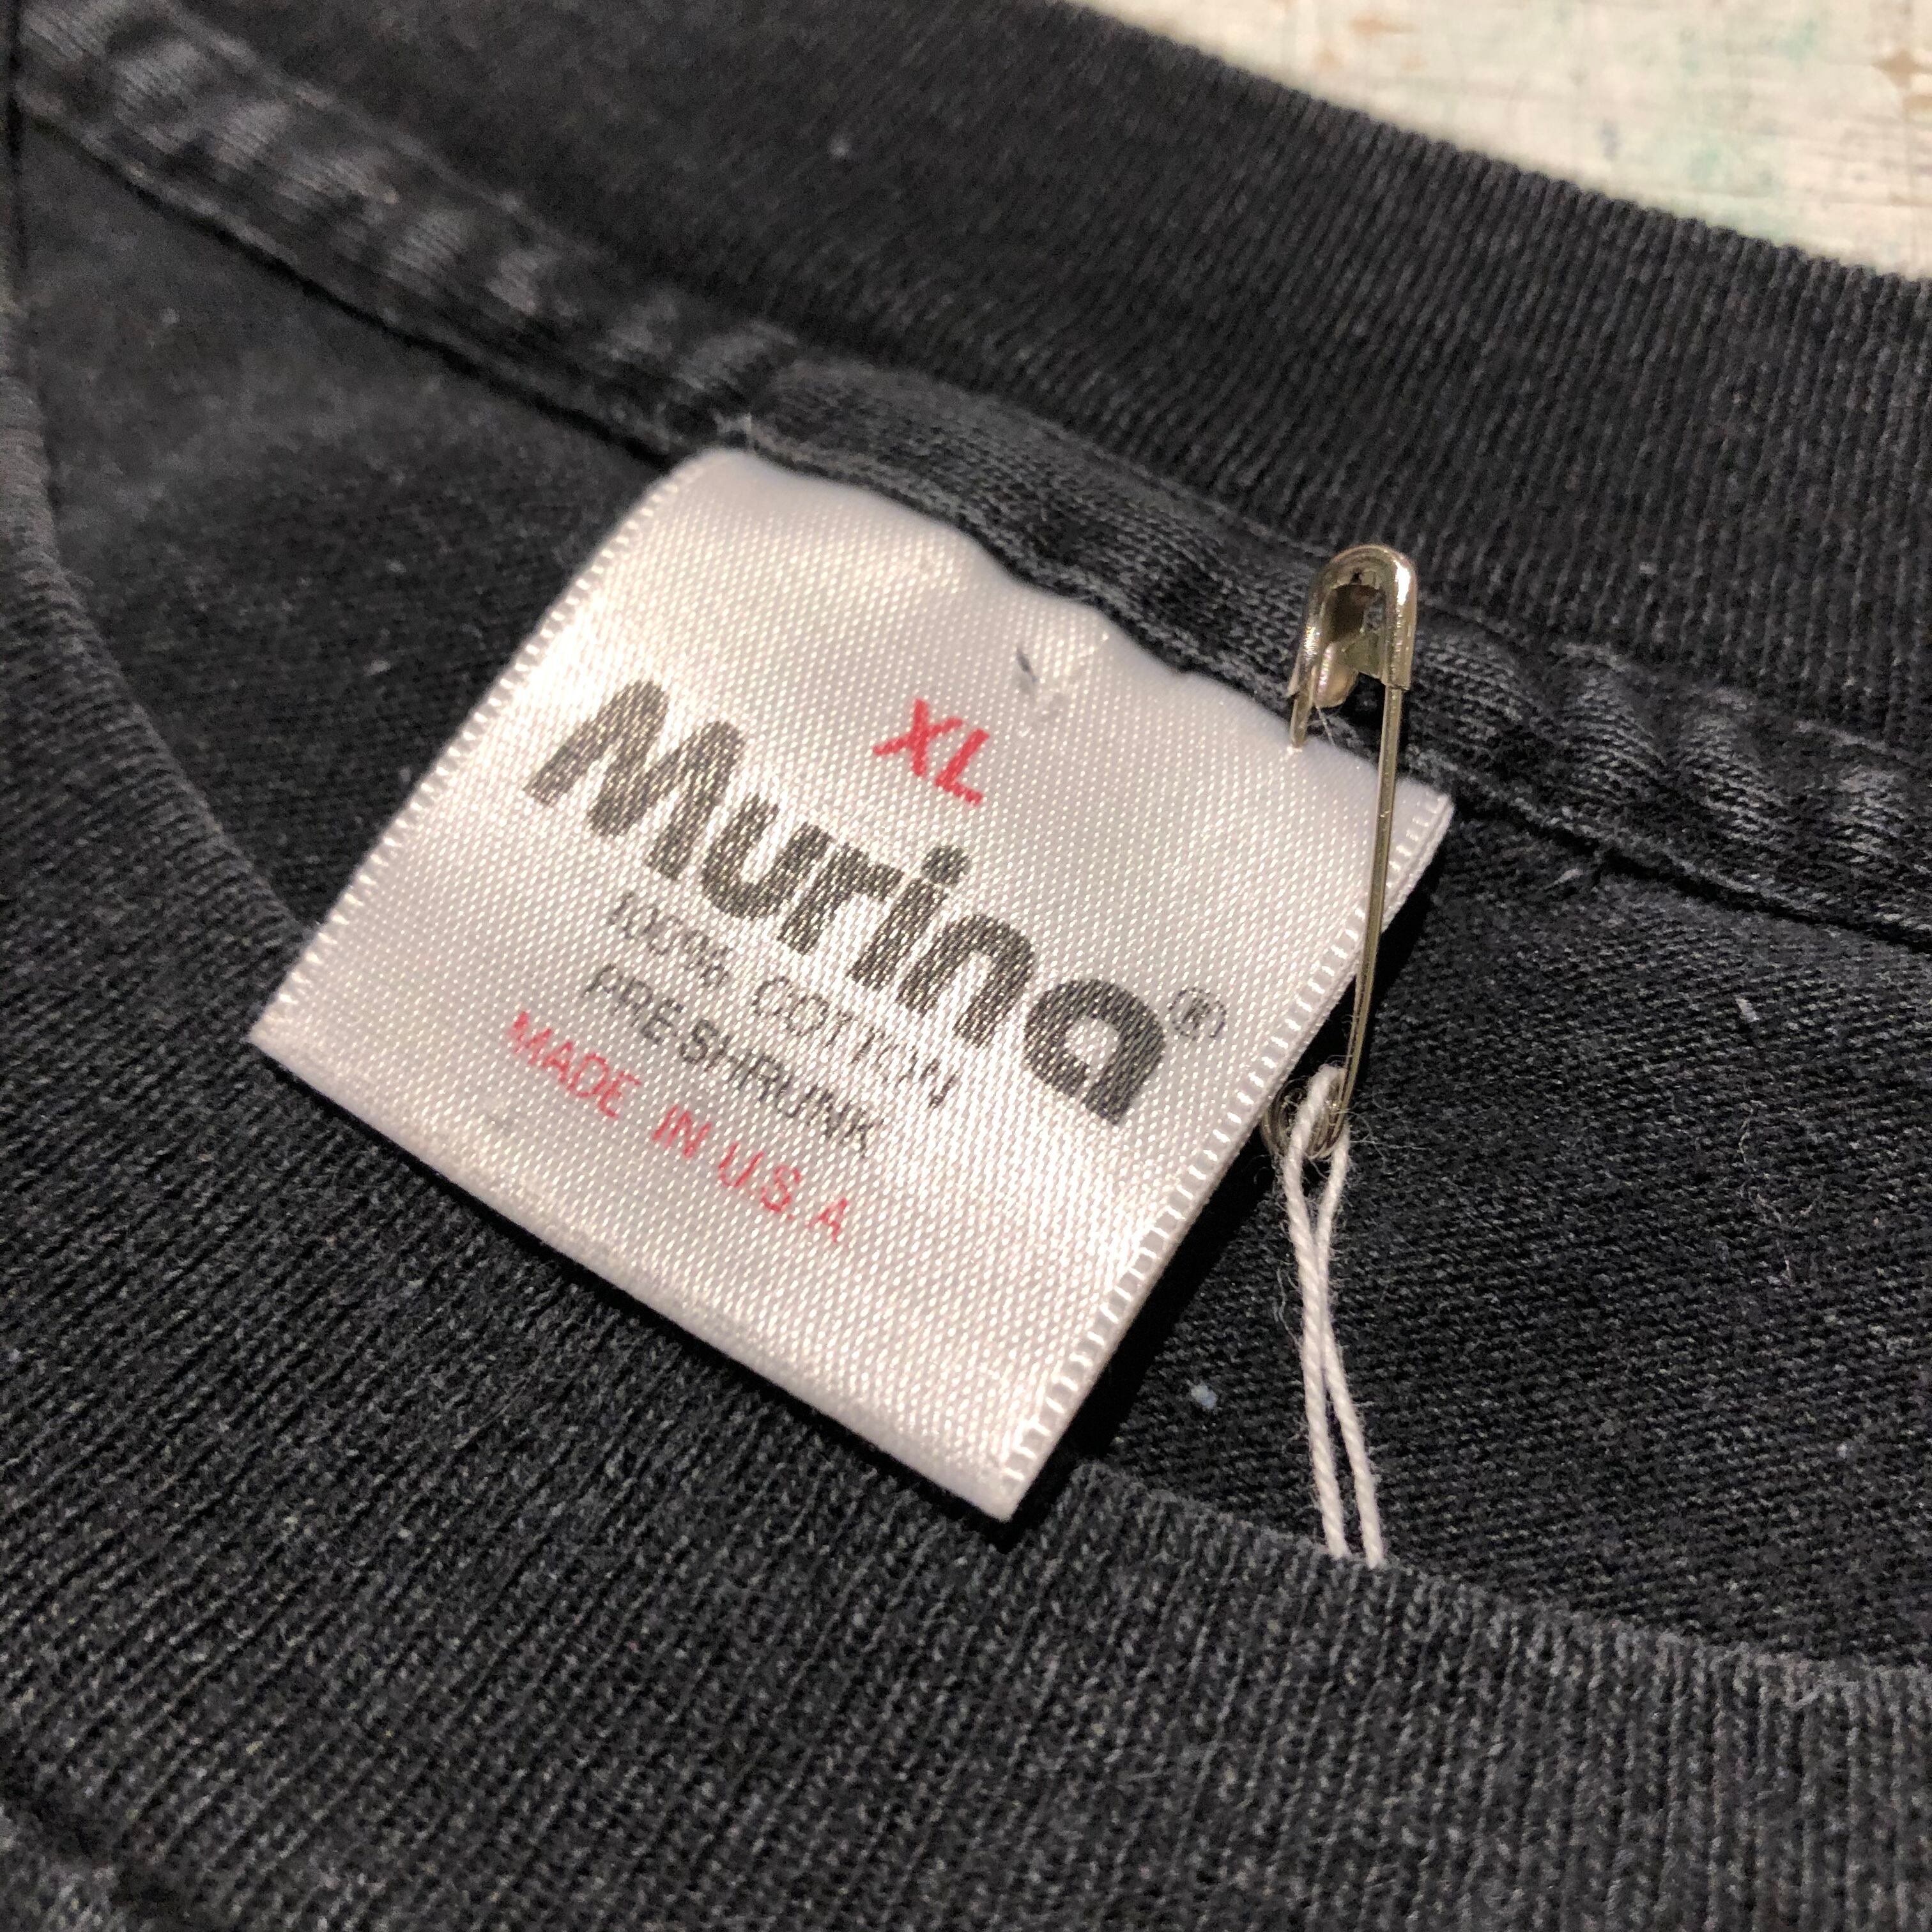 XL
Murina®
100% COTTON
PRESHRUNK
MADE IN U.S.A